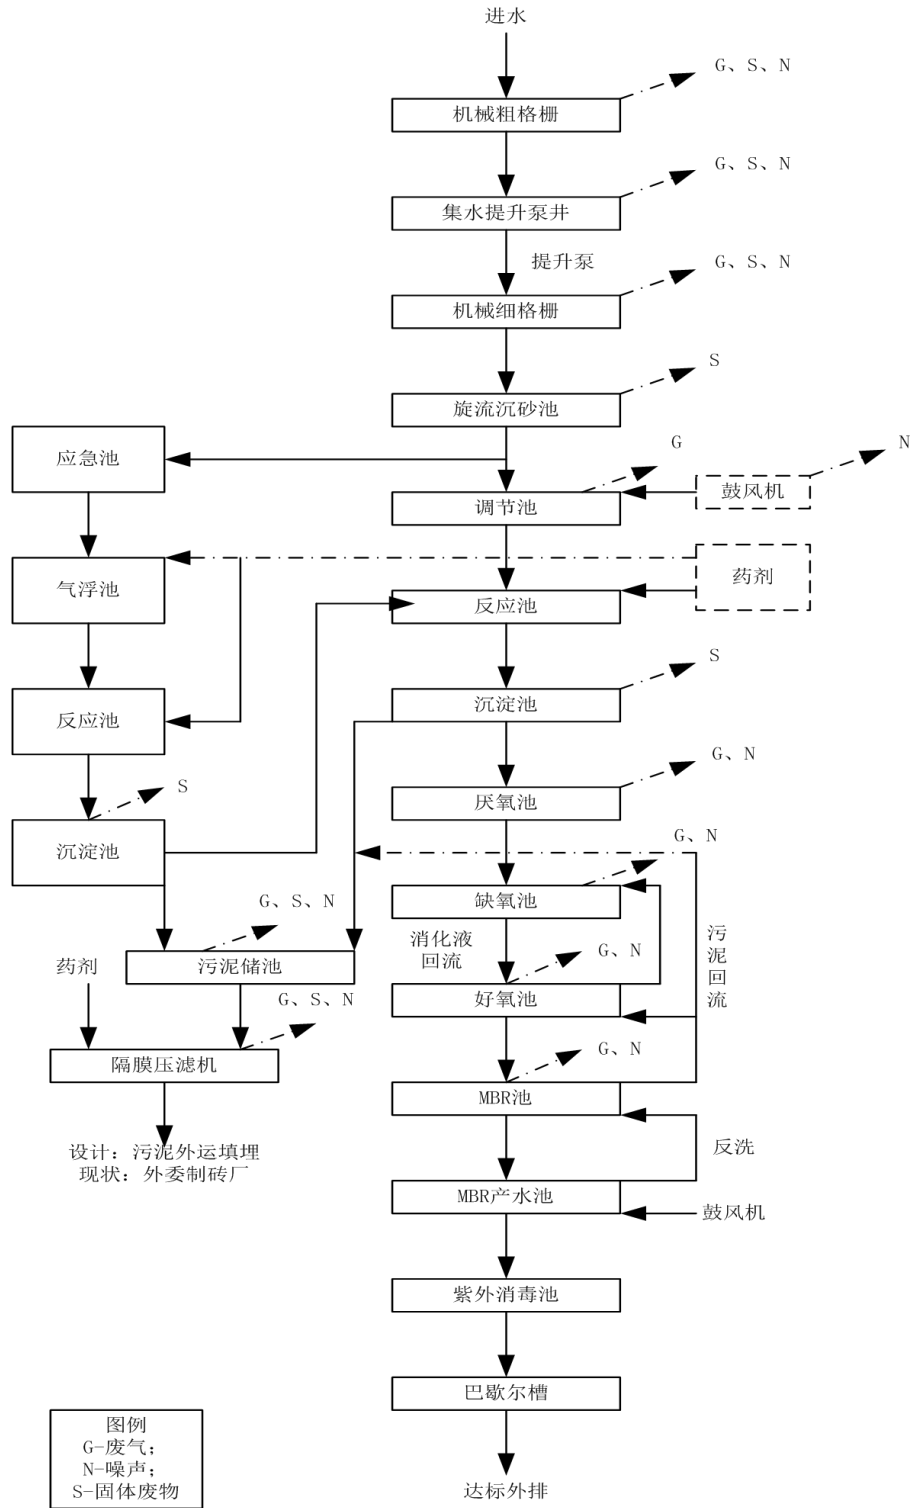 进水
G、S、N
机械粗格栅
G、S、N
集水提升泵井
提升泵
G、S、N
机械细格栅
S
旋流沉砂池
应急池
G
N
鼓风机
调节池
气浮池
药剂
反应池
S
反应池
沉淀池
G、N
S
厌氧池
沉淀池
G、N
缺氧池
G、S、N
消化液
回流
污泥回流
G、N
药剂
污泥储池
好氧池
G、S、N
隔膜压滤机
G、N
MBR池
设计：污泥外运填埋
现状：外委制砖厂
反洗
MBR产水池
鼓风机
紫外消毒池
巴歇尔槽
图例
G-废气；
N-噪声；
S-固体废物
达标外排